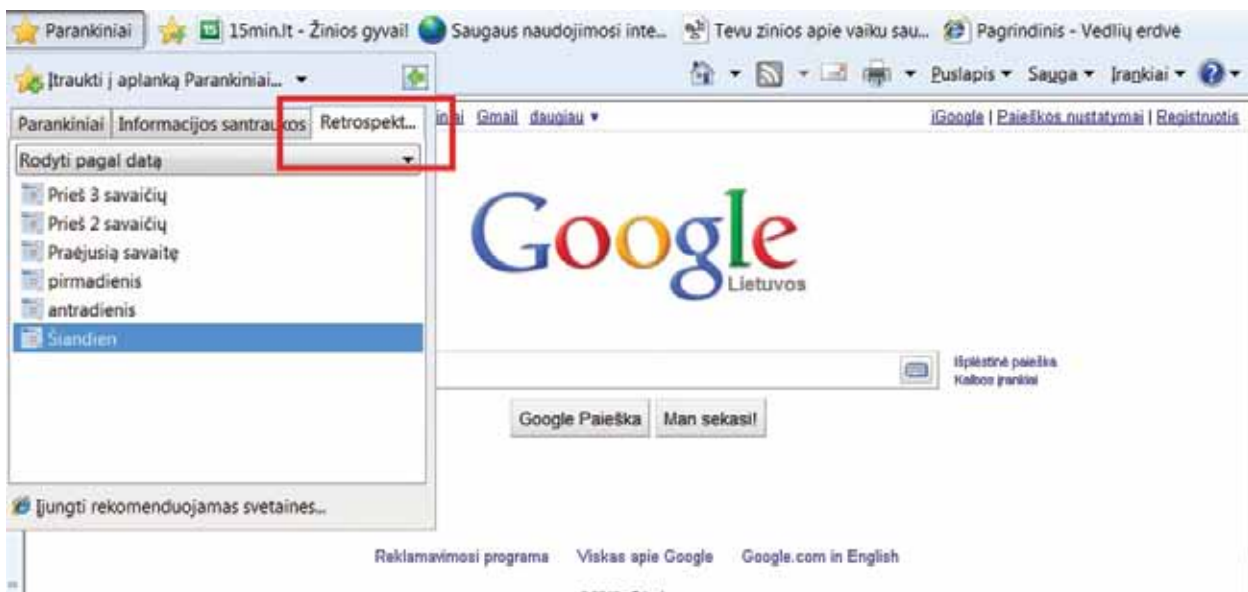 Parankiniai 15min.lt - Žinios gyvai! Saugaus naudojimosi inte... Tevu zinios apie vaiku sau... Pagrindinis - Vedlių erdvė
Įtraukti į aplanką Parankiniai...
Puslapis Sauga Įrankiai
Parankiniai Informacijos santraukos Retrospekt...
Gmail daugiau
iGoogle | Paieškos nustatymai | Registruotis
Rodyti pagal datą
Prieš 3 savaičių
Prieš 2 savaičių
Praėjusią savaitę
pirmadienis
antradienis
Šiandien
Google
Lietuvos
Išplėstinė paieška
Kalbos įrankiai
Google Paieška Man sekasi!
Įjungti rekomenduojamas svetaines...
Reklamavimosi programa Viskas apie Google Google.com in English